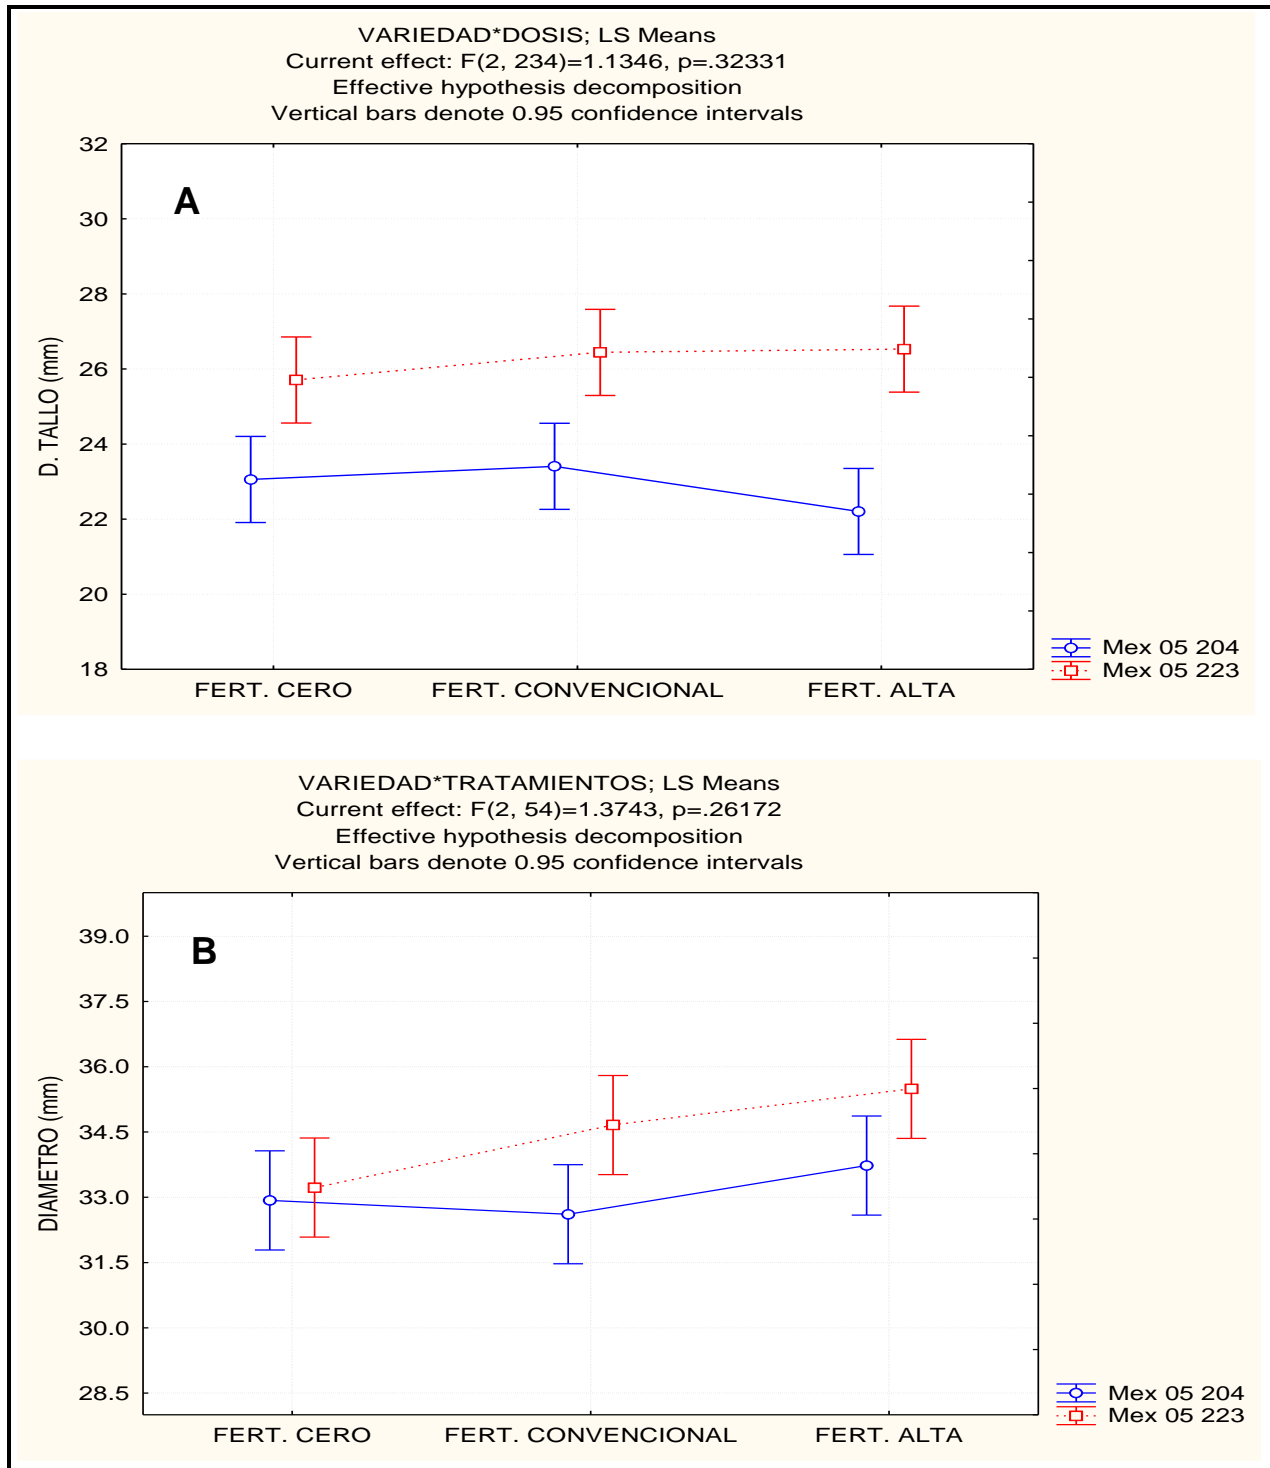 VARIEDAD*DOSIS; LS Means
Current effect: F(2, 234)=1.1346, p=.32331
Effective hypothesis decomposition
Vertical bars denote 0.95 confidence intervals
A
32
30
28
26
24
22
20
18
D. TALLO (mm)
FERT. CERO FERT. CONVENCIONAL FERT. ALTA
Mex 05 204
Mex 05 223
VARIEDAD*TRATAMIENTOS; LS Means
Current effect: F(2, 54)=1.3743, p=.26172
Effective hypothesis decomposition
Vertical bars denote 0.95 confidence intervals
B
39.0
37.5
36.0
34.5
33.0
31.5
30.0
28.5
DIAMETRO (mm)
FERT. CERO FERT. CONVENCIONAL FERT. ALTA
Mex 05 204
Mex 05 223